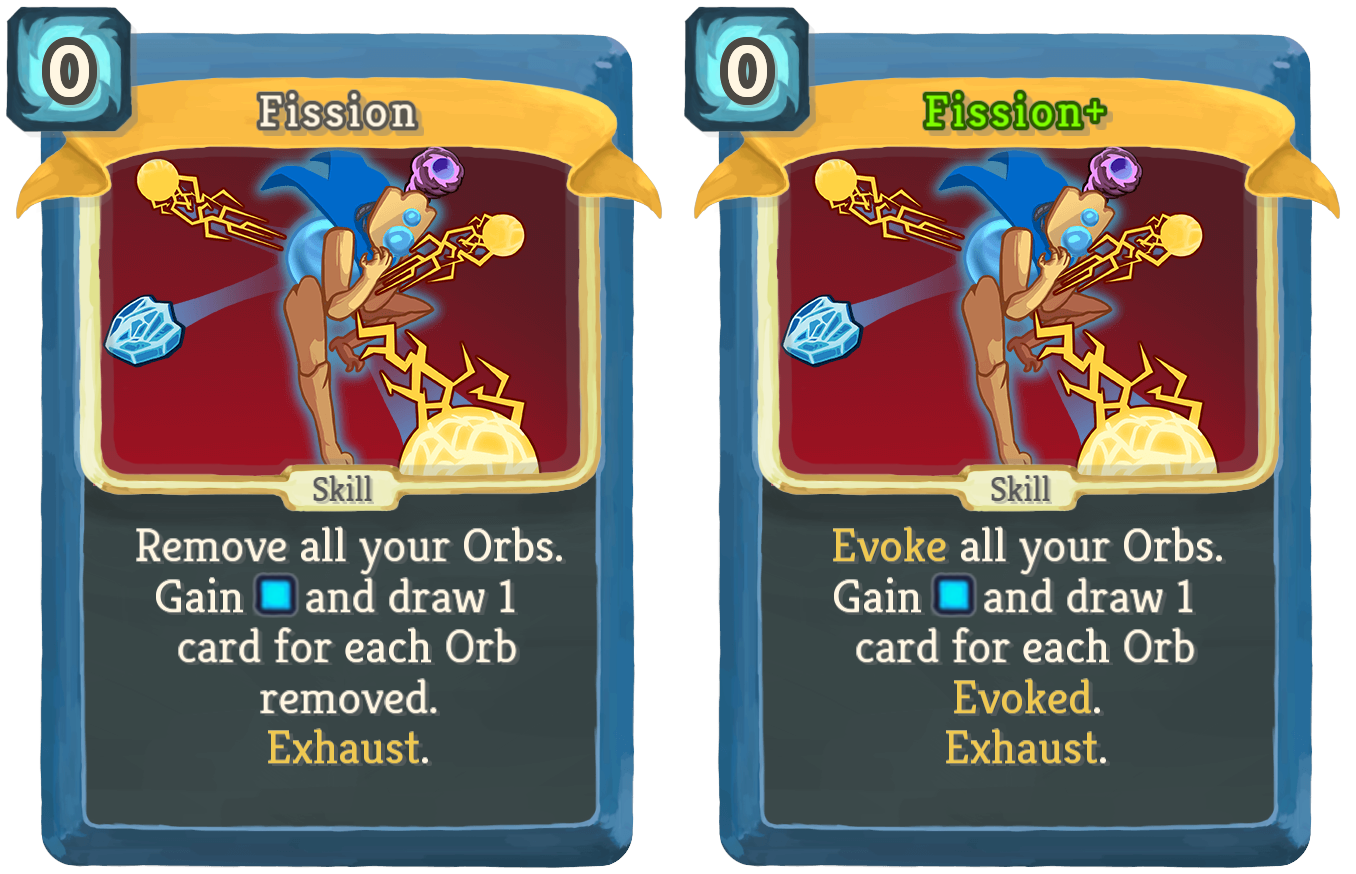 0
Fission
Skill
Remove all your Orbs.
Gain and draw 1
card for each Orb
removed.
Exhaust.
0
Fission+
Skill
Evoke all your Orbs.
Gain and draw 1
card for each Orb
Evoked.
Exhaust.